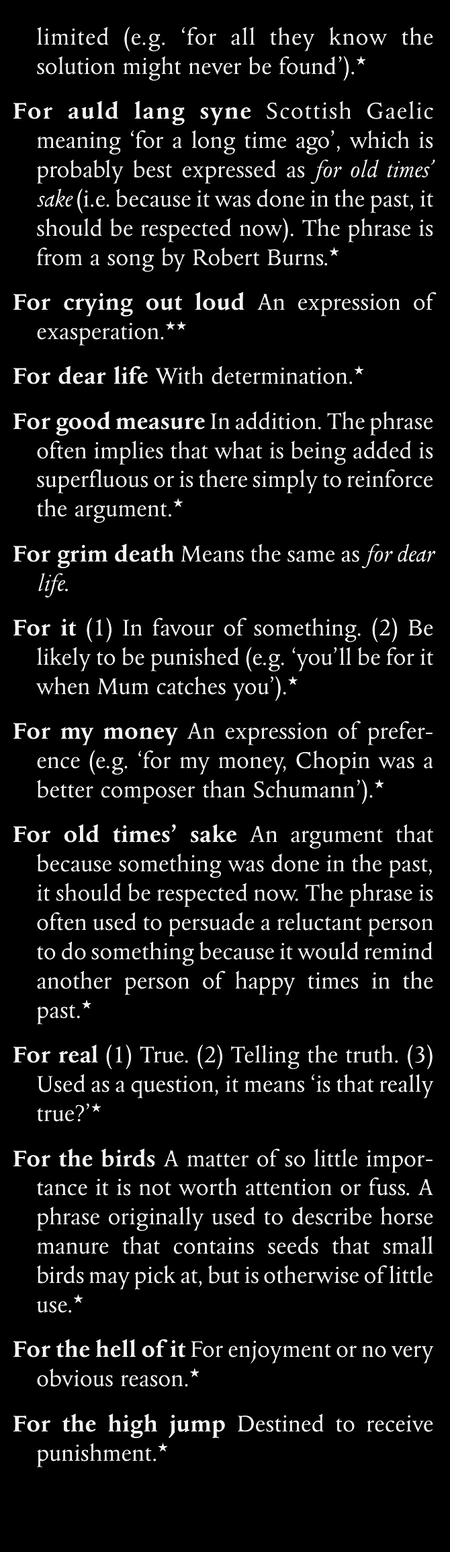 limited (e.g. ‘for all they know the
solution might never be found’).★
For auld lang syne Scottish Gaelic
meaning ‘for a long time ago’, which is
probably best expressed as for old times’
sake (i.e. because it was done in the past, it
should be respected now). The phrase is
from a song by Robert Burns.★
For crying out loud An expression of
exasperation.★★
For dear life With determination.★
For good measure In addition. The phrase
often implies that what is being added is
superfluous or is there simply to reinforce
the argument.★
For grim death Means the same as for dear
life.
For it (1) In favour of something. (2) Be
likely to be punished (e.g. ‘you’ll be for it
when Mum catches you’).★
For my money An expression of prefer-
ence (e.g. ‘for my money, Chopin was a
better composer than Schumann’).★
For old times’ sake An argument that
because something was done in the past,
it should be respected now. The phrase is
often used to persuade a reluctant person
to do something because it would remind
another person of happy times in the
past.★
For real (1) True. (2) Telling the truth. (3)
Used as a question, it means ‘is that really
true?’★
For the birds A matter of so little impor-
tance it is not worth attention or fuss. A
phrase originally used to describe horse
manure that contains seeds that small
birds may pick at, but is otherwise of little
use.★
For the hell of it For enjoyment or no very
obvious reason.★
For the high jump Destined to receive
punishment.★